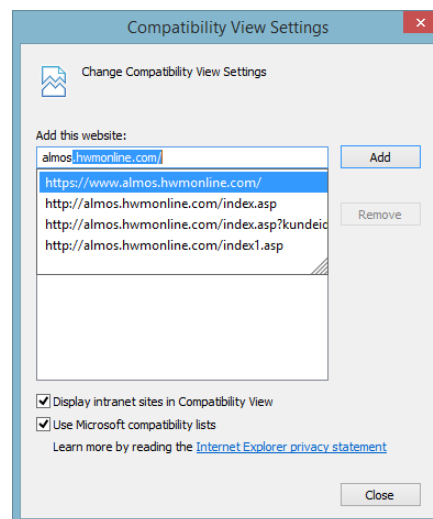 Compatibility View Settings
Change Compatibility View Settings
Add this website:
almos.hwmonline.com/
Add
https://www.almos.hwmonline.com/
http://almos.hwmonline.com/index.asp
http://almos.hwmonline.com/index.asp?kundeid
http://almos.hwmonline.com/index1.asp
Remove
Display intranet sites in Compatibility View
Use Microsoft compatibility lists
Learn more by reading the Internet Explorer privacy statement
Close